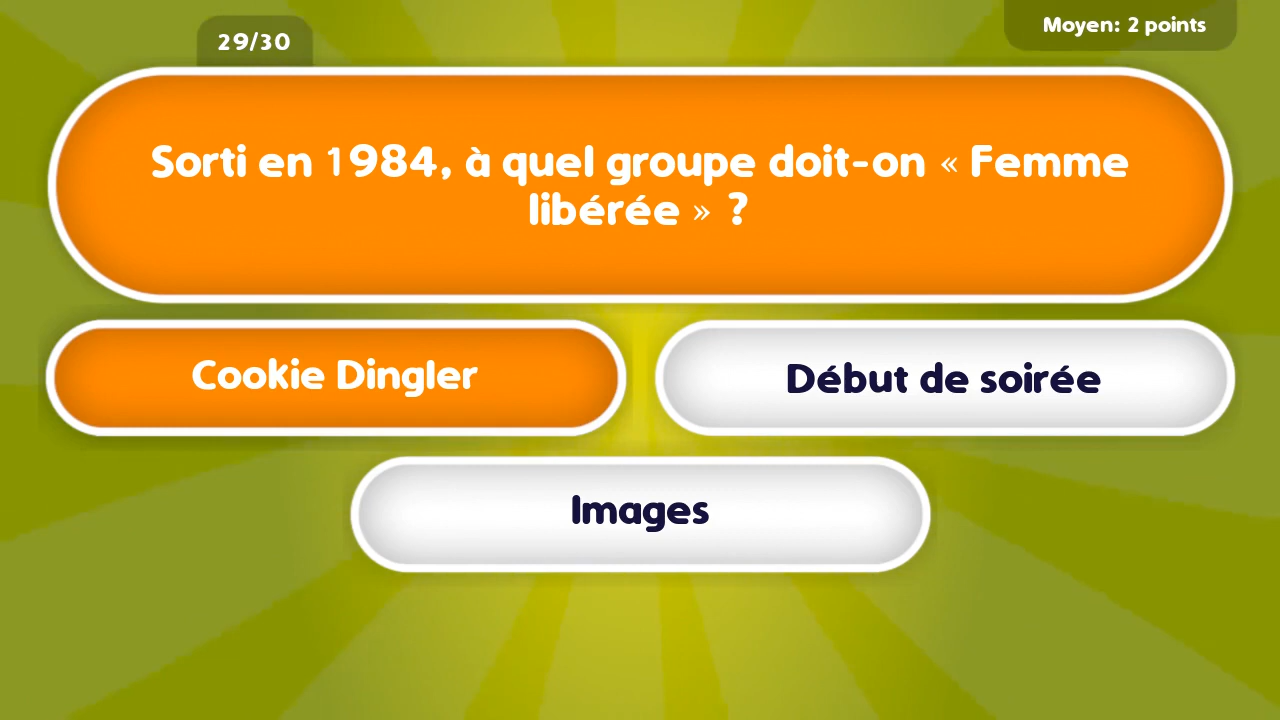 29/30
Moyen: 2 points
Sorti en 1984, à quel groupe doit-on « Femme
libérée » ?
Cookie Dingler
Début de soirée
Images